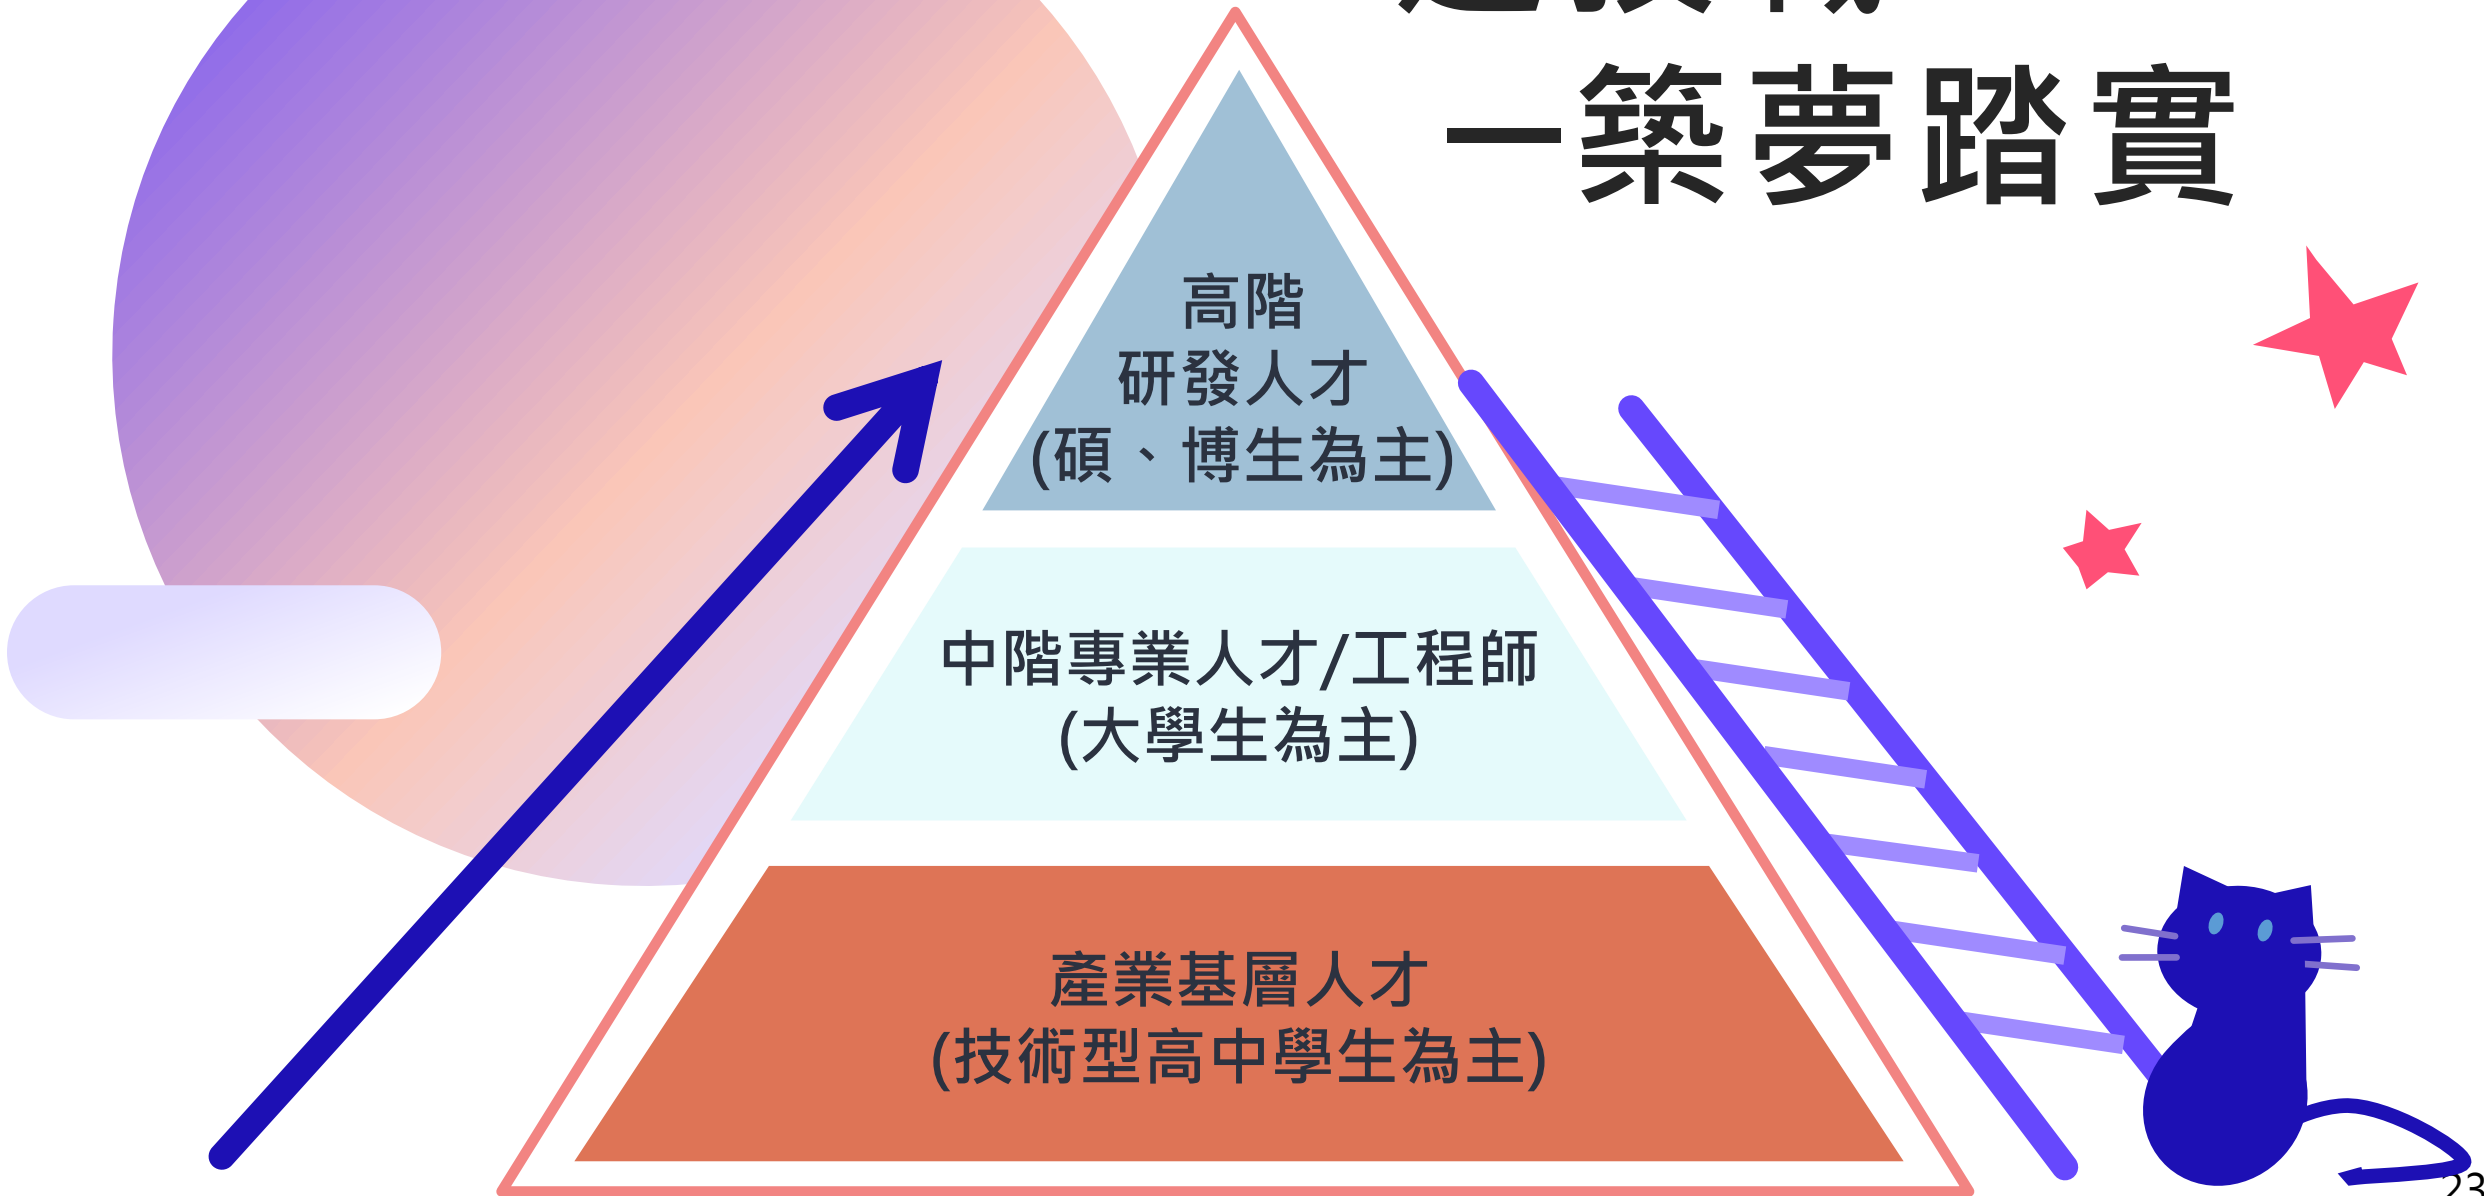 一築夢踏實
高階
研發人才
(碩、博生為主)
中階專業人才/工程師
(大學生為主)
產業基層人才
(技術型高中學生為主)
23